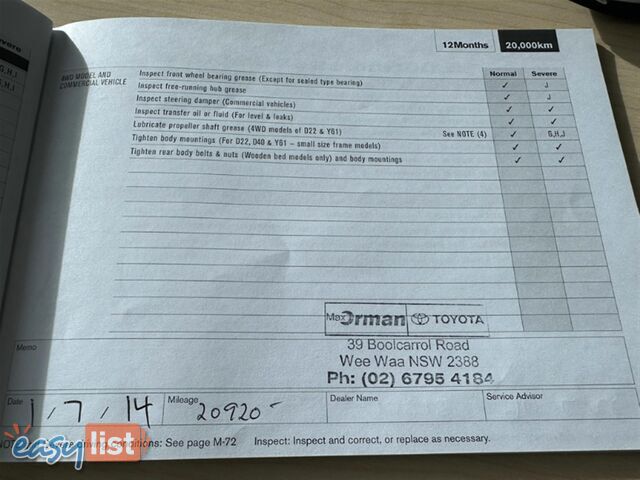 12Months 20,000km
Normal Severe
4WD MODEL AND
COMMERCIAL VEHICLE
Inspect front wheel bearing grease (Except for sealed type bearing) ✓ J
Inspect free-running hub grease ✓ J
Inspect steering damper (Commercial vehicles) ✓ ✓
Inspect transfer oil or fluid (For level & leaks) ✓ ✓
Lubricate propeller shaft grease (4WD models of D22 & Y61) See NOTE (4) ✓ G,H,J
Tighten body mountings (For D22, D40 & Y61 - small size frame models) ✓ ✓
Tighten rear body bolts & nuts (Wooden bed models only) and body mountings ✓ ✓
Max Orman TOYOTA
39 Boolcarrol Road
Wee Waa NSW 2388
Ph: (02) 6795 4184
Memo
Date 1/7/14 Mileage 20920- Dealer Name Service Advisor
driving conditions: See page M-72 Inspect: Inspect and correct, or replace as necessary.
easylist